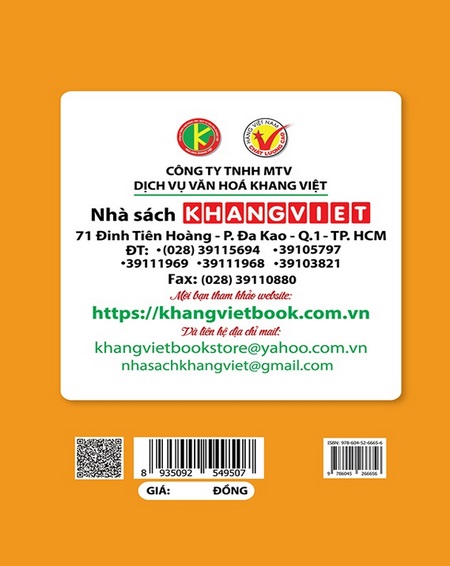 HÀNG VIỆT NAM
CHẤT LƯỢNG CAO
CÔNG TY TNHH MTV
DỊCH VỤ VĂN HOÁ KHANG VIỆT
Nhà sách KHANGVIET
71 Đinh Tiên Hoàng - P. Đa Kao - Q.1 - TP. HCM
ĐT: •(028) 39115694 •39105797
•39111969 •39111968 •39103821
Fax: (028) 39110880
Mời bạn tham khảo website:
https://khangvietbook.com.vn
Và liên hệ địa chỉ mail:
khangvietbookstore@yahoo.com.vn
nhasachkhangviet@gmail.com
ISBN: 978-604-52-6665-6
8 935092 549507
9 786045 266656
GIÁ: ĐỒNG